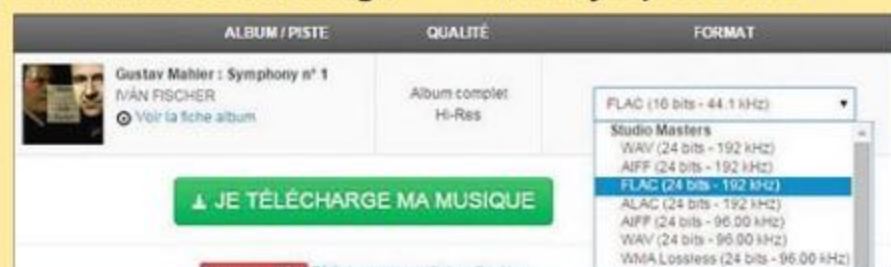 ALBUM / PISTE QUALITÉ FORMAT
Gustav Mahler : Symphony n° 1
IVÁN FISCHER
Voir la fiche album
Album complet
Hi-Res
FLAC (16 bits - 44.1 kHz)
Studio Masters
WAV (24 bits - 192 kHz)
AIFF (24 bits - 192 kHz)
FLAC (24 bits - 192 kHz)
ALAC (24 bits - 192 kHz)
AIFF (24 bits - 96.00 kHz)
WAV (24 bits - 96.00 kHz)
WMA Lossless (24 bits - 96.00 kHz)
JE TÉLÉCHARGE MA MUSIQUE